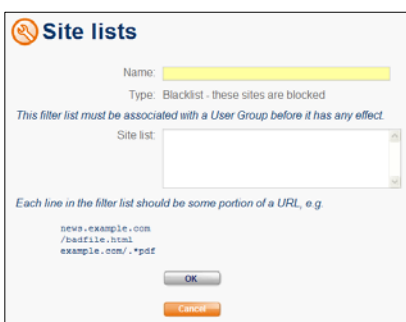 Site lists
Name:
Type: Blacklist - these sites are blocked
This filter list must be associated with a User Group before it has any effect.
Site list:
Each line in the filter list should be some portion of a URL, e.g.
news.example.com
/badfile.html
example.com/.*pdf
OK
Cancel